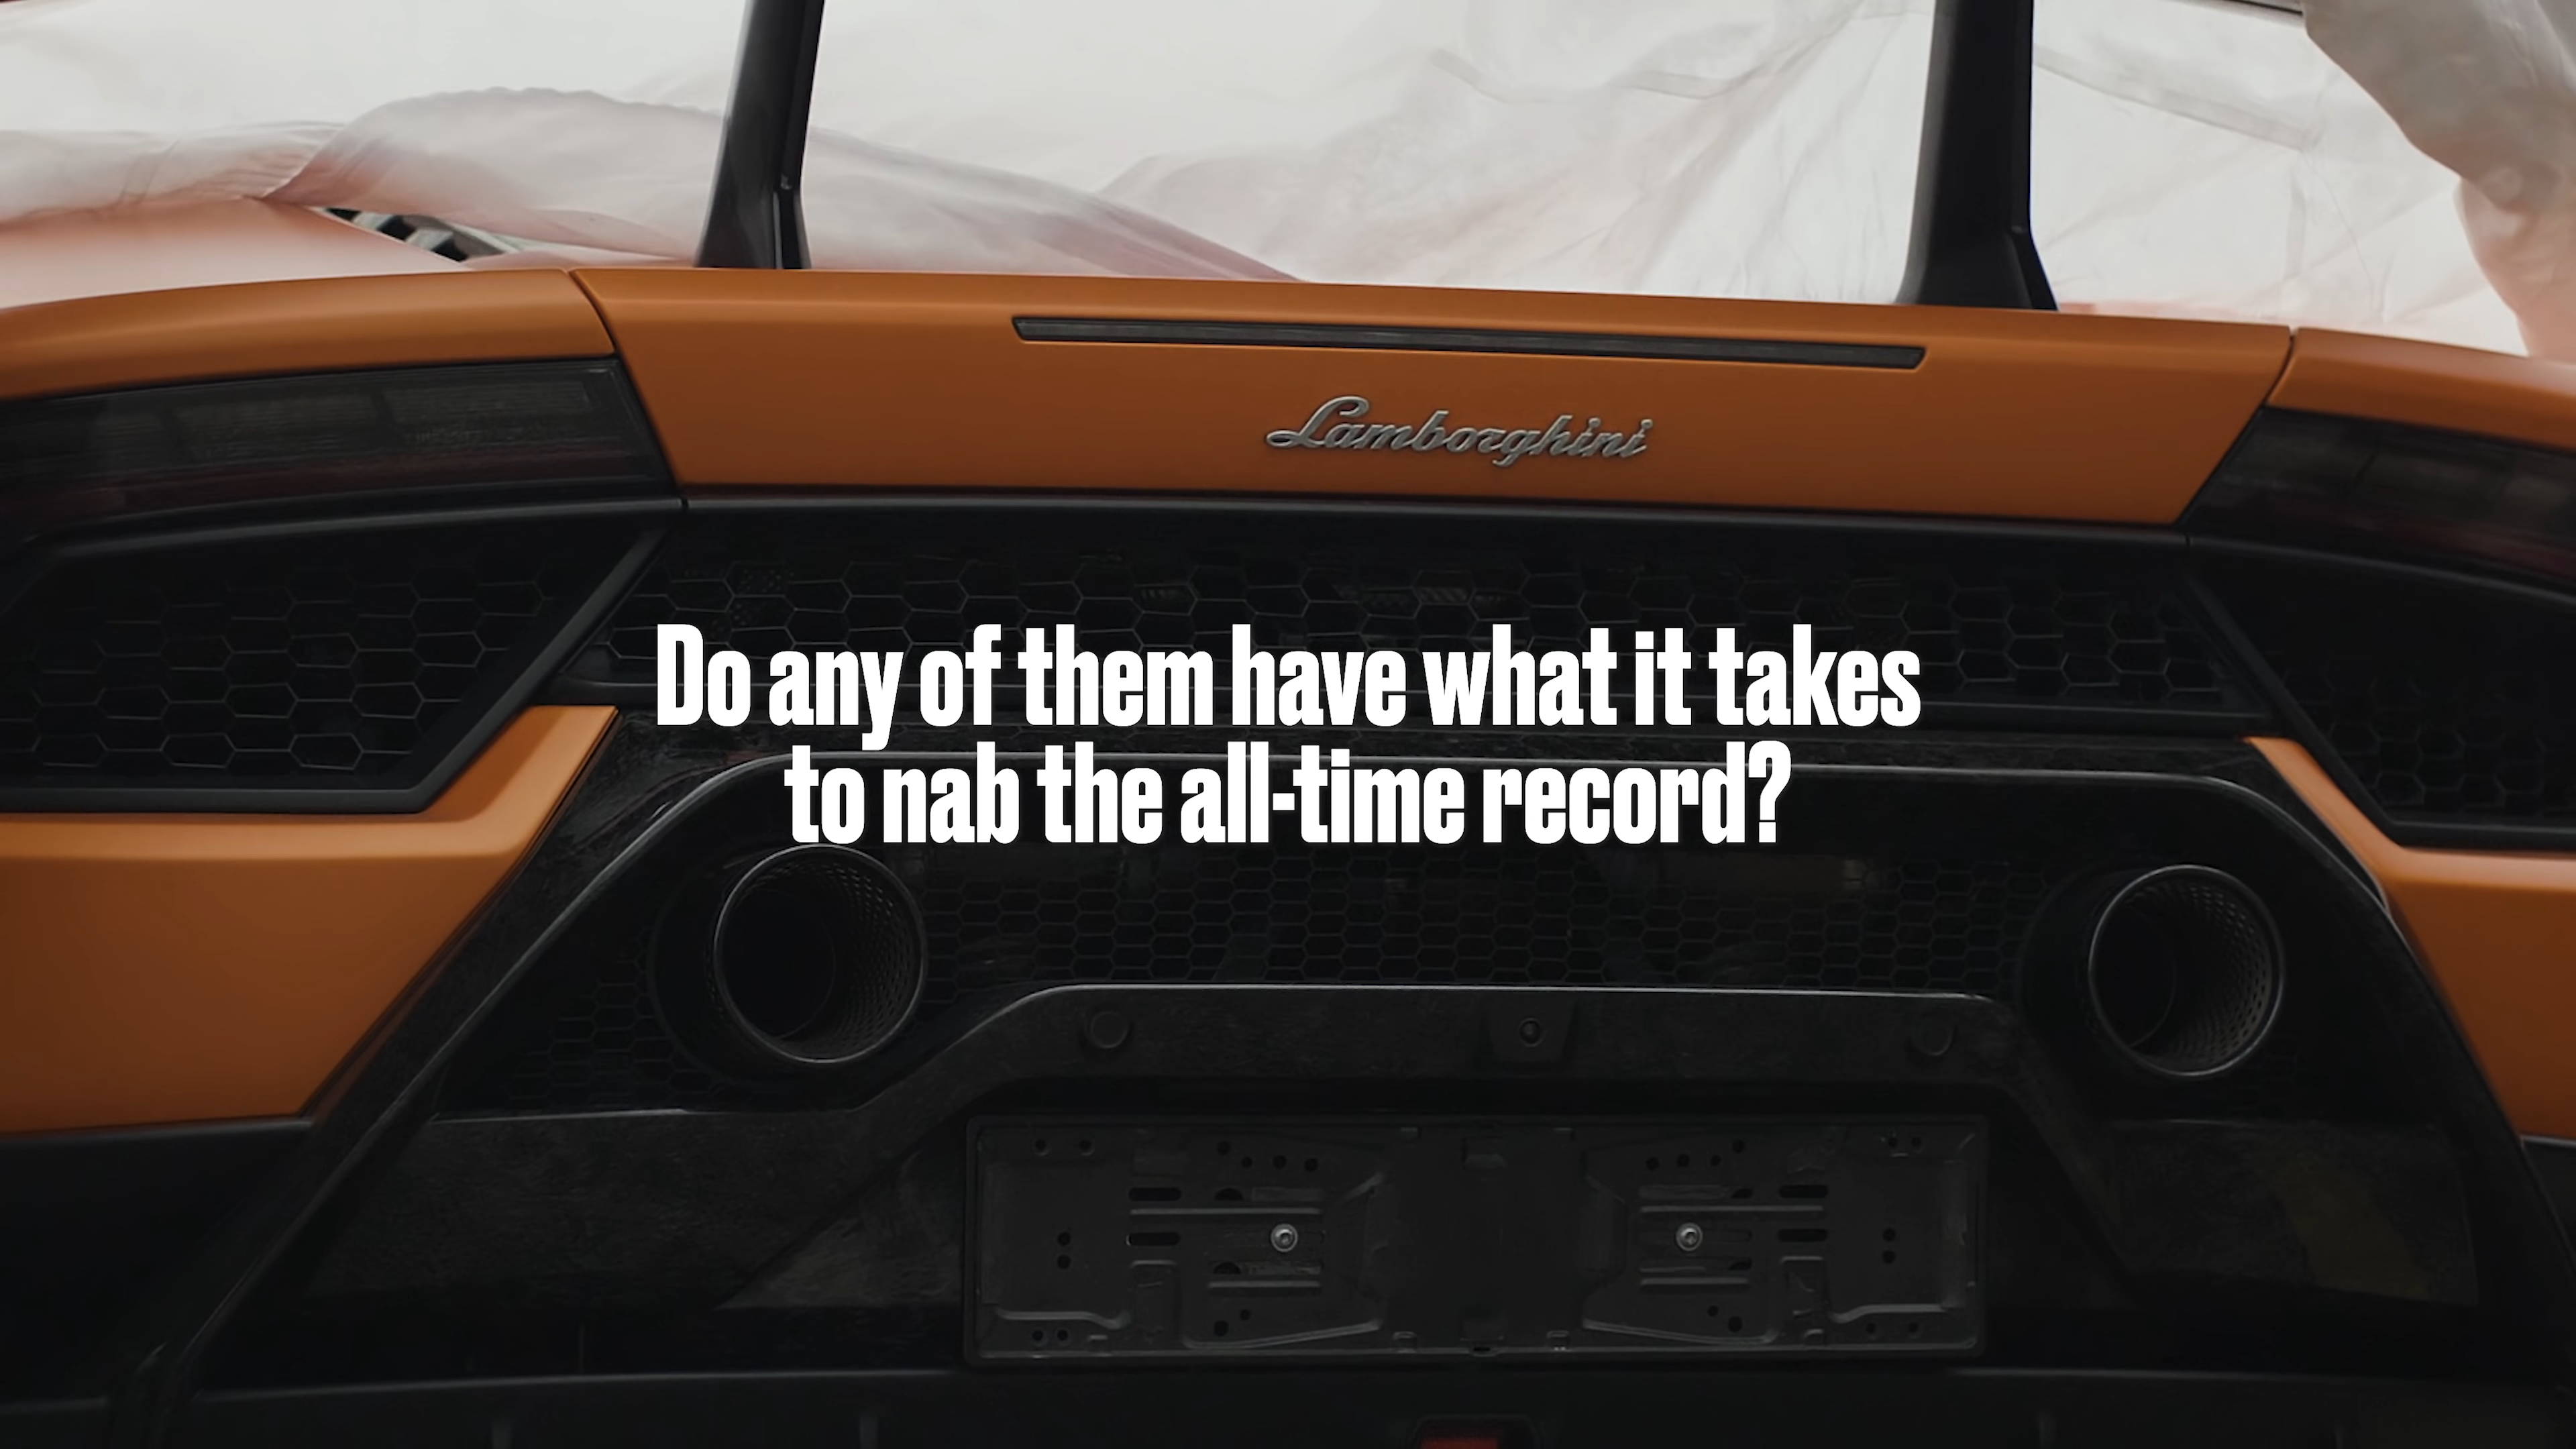 Lamborghini
Do any of them have what it takes
to nab the all-time record?